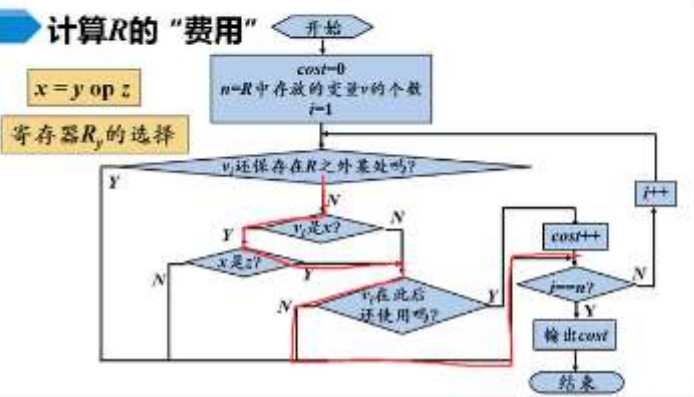 计算R的“费用”
开始
x = y op z
cost=0
n=R中存放的变量v的个数
i=1
寄存器Ry的选择
vi还保存在R之外某处吗?
Y
N
i++
vi是x?
N
Y
cost++
x是z?
Y
N
vi在此后
还使用吗?
N
Y
i==n?
N
Y
输出cost
结束